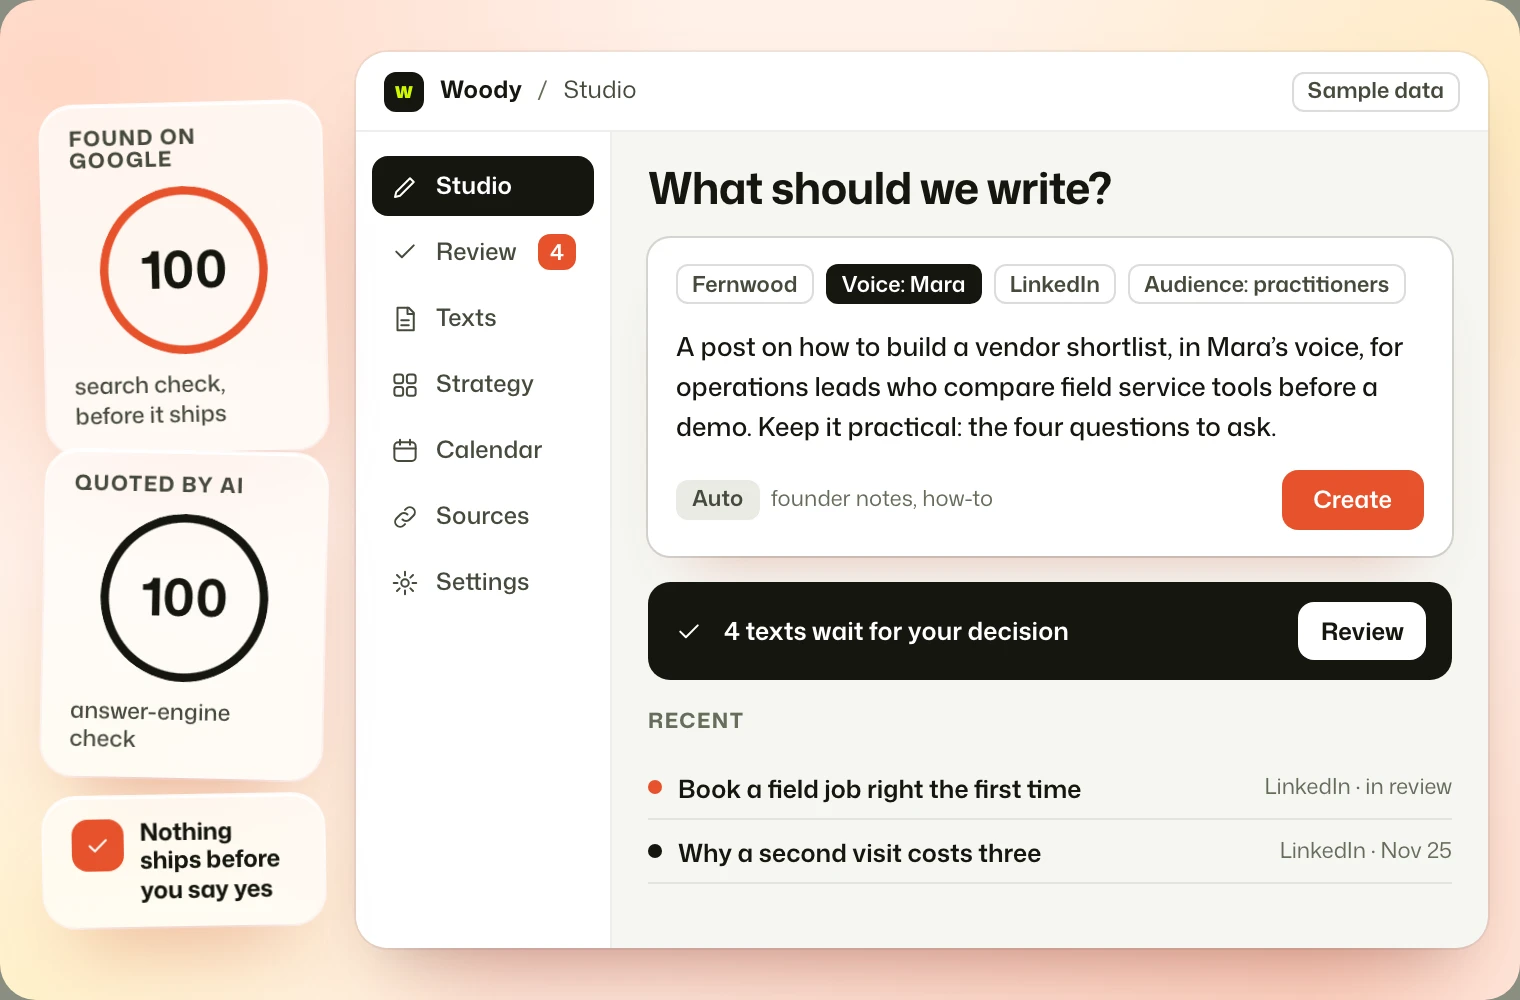 FOUND ON
GOOGLE
100
search check,
before it ships
QUOTED BY AI
100
answer-engine
check
Nothing
ships before
you say yes
w Woody / Studio
Sample data
Studio
Review 4
Texts
Strategy
Calendar
Sources
Settings
What should we write?
Fernwood Voice: Mara LinkedIn Audience: practitioners
A post on how to build a vendor shortlist, in Mara’s voice, for
operations leads who compare field service tools before a
demo. Keep it practical: the four questions to ask.
Auto founder notes, how-to
Create
4 texts wait for your decision
Review
RECENT
Book a field job right the first time LinkedIn · in review
Why a second visit costs three LinkedIn · Nov 25